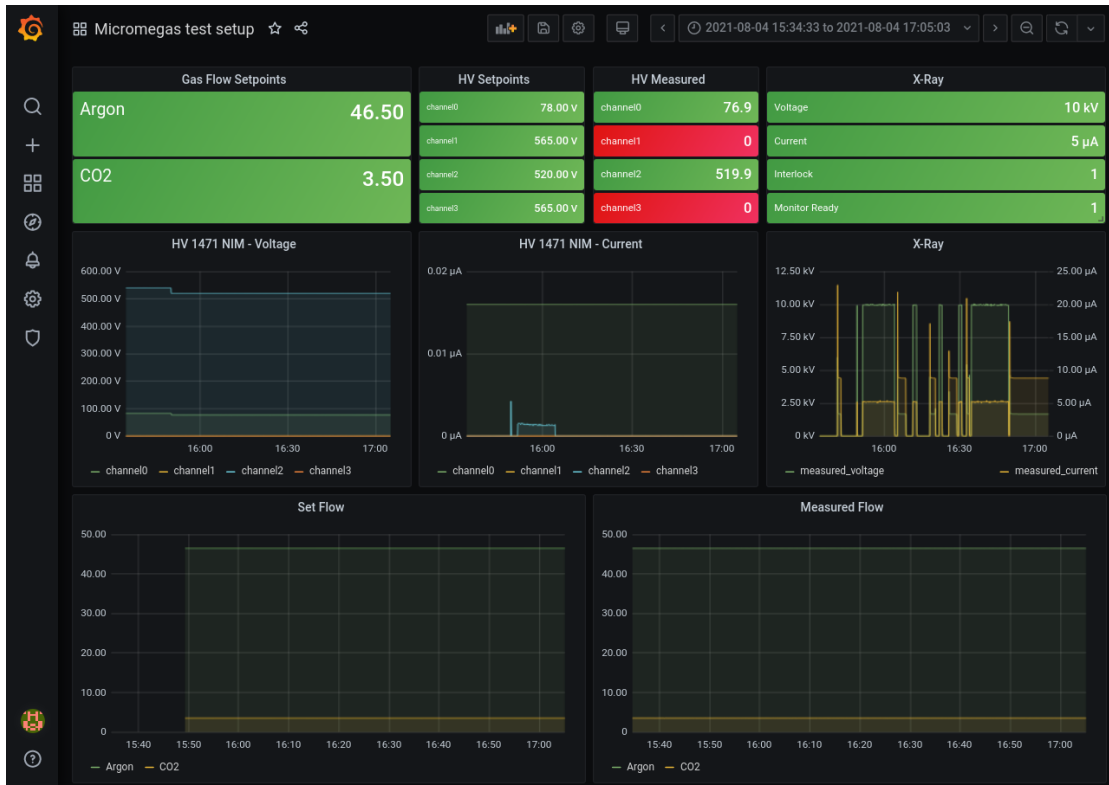 Micromegas test setup
2021-08-04 15:34:33 to 2021-08-04 17:05:03
Gas Flow Setpoints
Argon 46.50
CO2 3.50
HV Setpoints
channel0 78.00 V
channel1 565.00 V
channel2 520.00 V
channel3 565.00 V
HV Measured
channel0 76.9
channel1 0
channel2 519.9
channel3 0
X-Ray
Voltage 10 kV
Current 5 µA
Interlock 1
Monitor Ready 1
HV 1471 NIM - Voltage
600.00 V
500.00 V
400.00 V
300.00 V
200.00 V
100.00 V
0 V
16:00 16:30 17:00
channel0 channel1 channel2 channel3
HV 1471 NIM - Current
0.02 µA
0.01 µA
0 µA
16:00 16:30 17:00
channel0 channel1 channel2 channel3
X-Ray
12.50 kV 25.00 µA
10.00 kV 20.00 µA
7.50 kV 15.00 µA
5.00 kV 10.00 µA
2.50 kV 5.00 µA
0 kV 0 µA
16:00 16:30 17:00
measured_voltage measured_current
Set Flow
50.00
40.00
30.00
20.00
10.00
0
15:40 15:50 16:00 16:10 16:20 16:30 16:40 16:50 17:00
Argon CO2
Measured Flow
50.00
40.00
30.00
20.00
10.00
0
15:40 15:50 16:00 16:10 16:20 16:30 16:40 16:50 17:00
Argon CO2